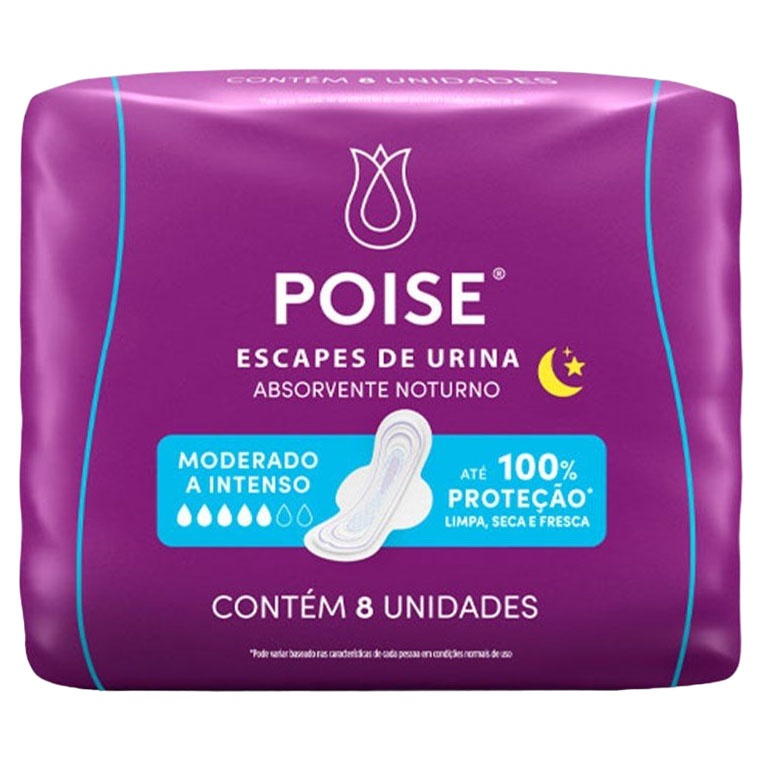 CONTÉM 8 UNIDADES
POISE®
ESCAPES DE URINA
ABSORVENTE NOTURNO
MODERADO
A INTENSO
ATÉ 100%
PROTEÇÃO*
LIMPA, SECA E FRESCA
CONTÉM 8 UNIDADES
*Pode variar baseado nas características de cada pessoa em condições normais de uso